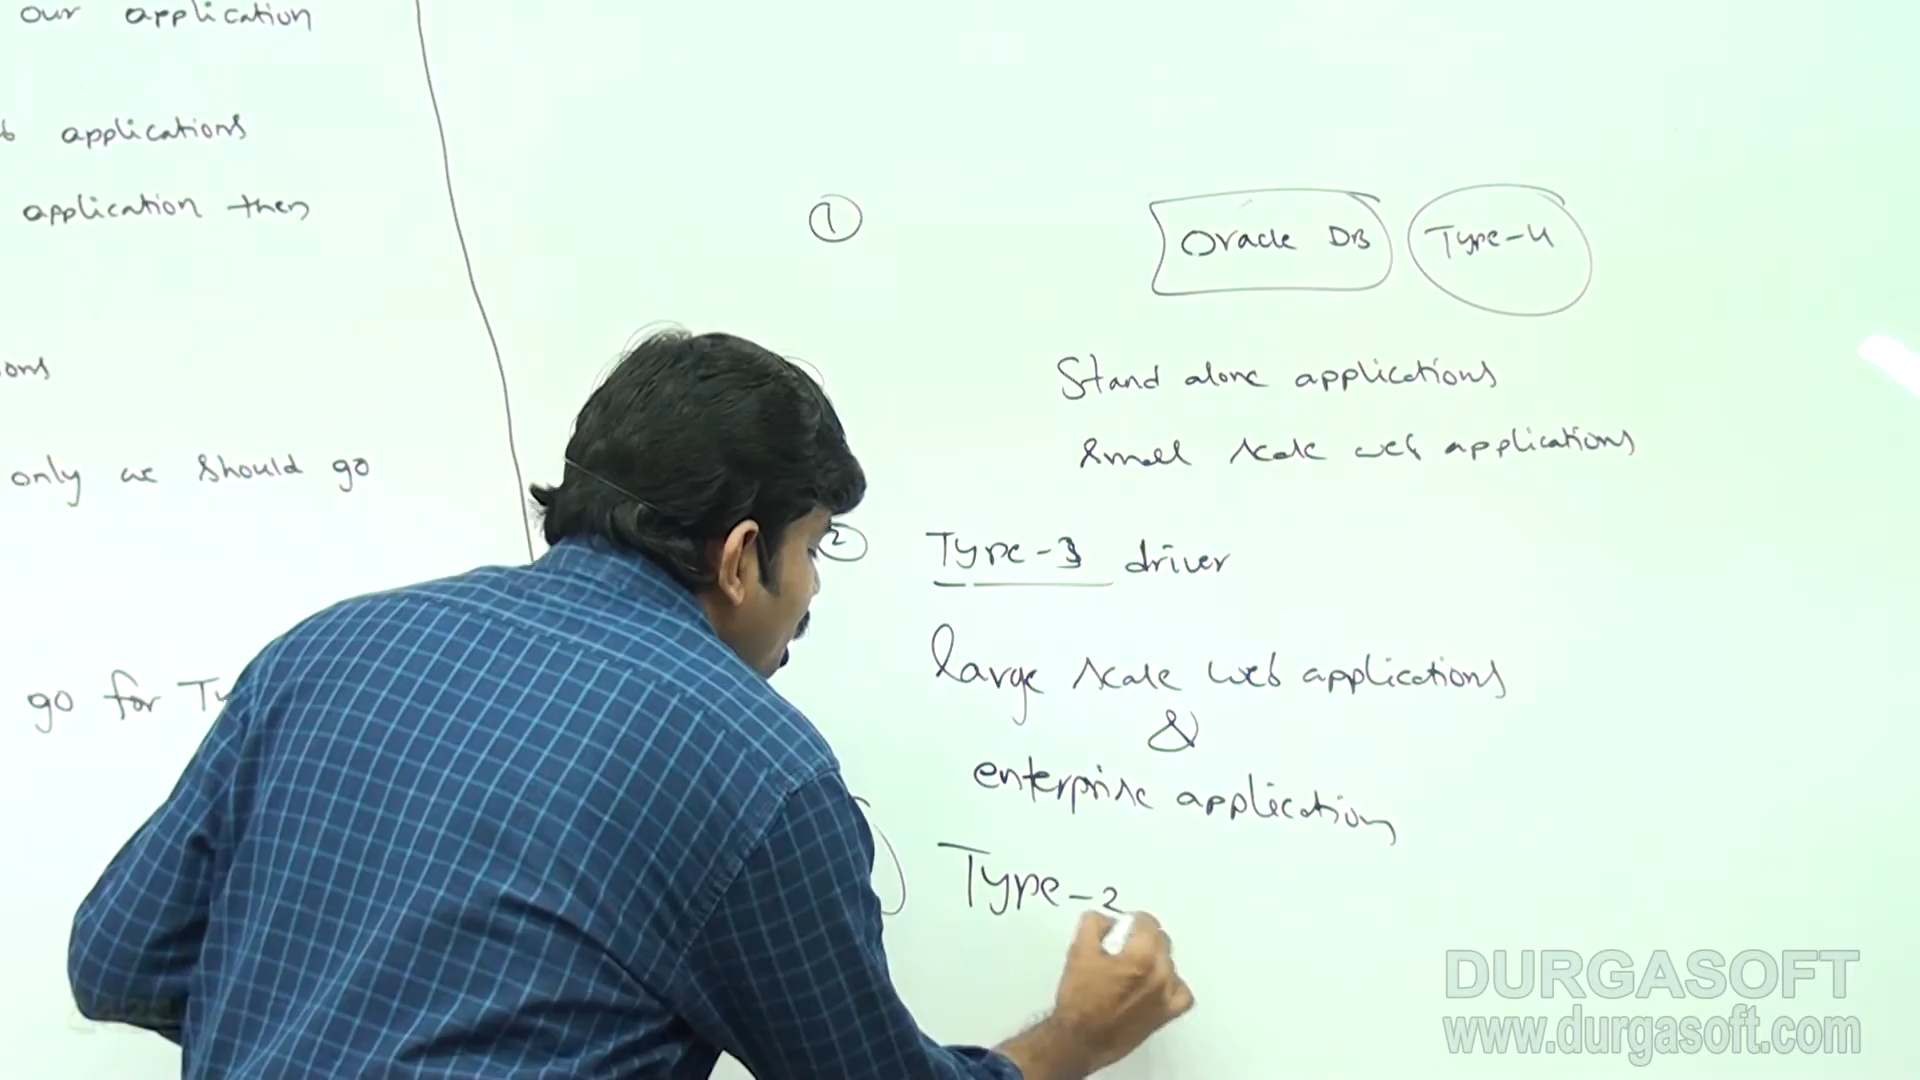 our application
applications
application then
ons
only we should go
go for Ty
1
Oracle DB Type-4
Stand alone applications
small scale web applications
2 Type-3 driver
large scale web applications
&
enterprise application
Type-2
DURGASOFT
www.durgasoft.com